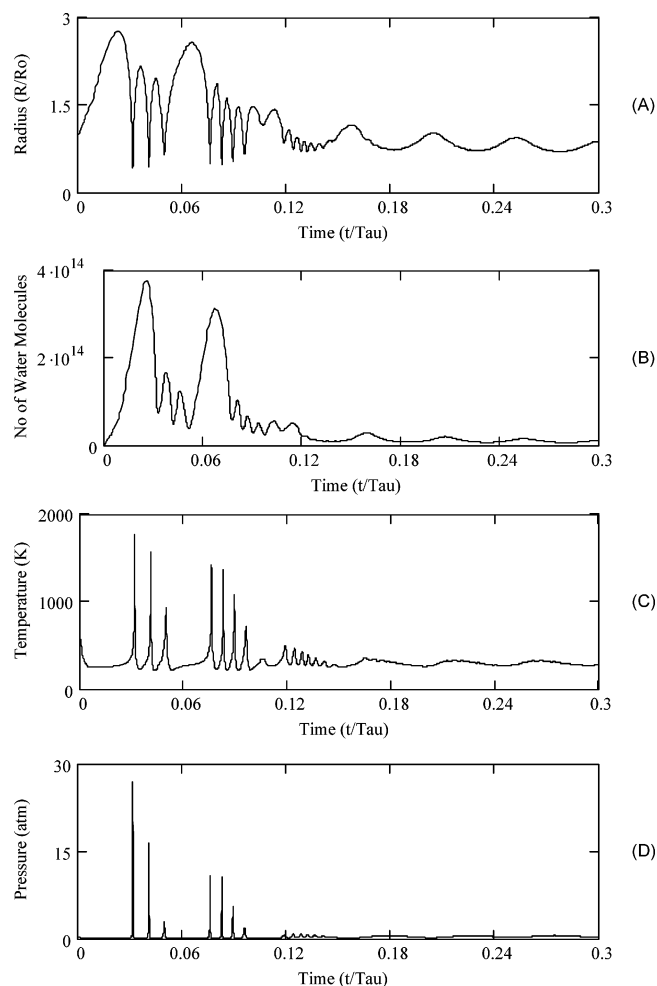 3
1.5
0
Radius (R/Ro)
0 0.06 0.12 0.18 0.24 0.3
Time (t/Tau)
(A)
4·10^14
2·10^14
0
No of Water Molecules
0 0.06 0.12 0.18 0.24 0.3
Time (t/Tau)
(B)
2000
1000
0
Temperature (K)
0 0.06 0.12 0.18 0.24 0.3
Time (t/Tau)
(C)
30
15
0
Pressure (atm)
0 0.06 0.12 0.18 0.24 0.3
Time (t/Tau)
(D)